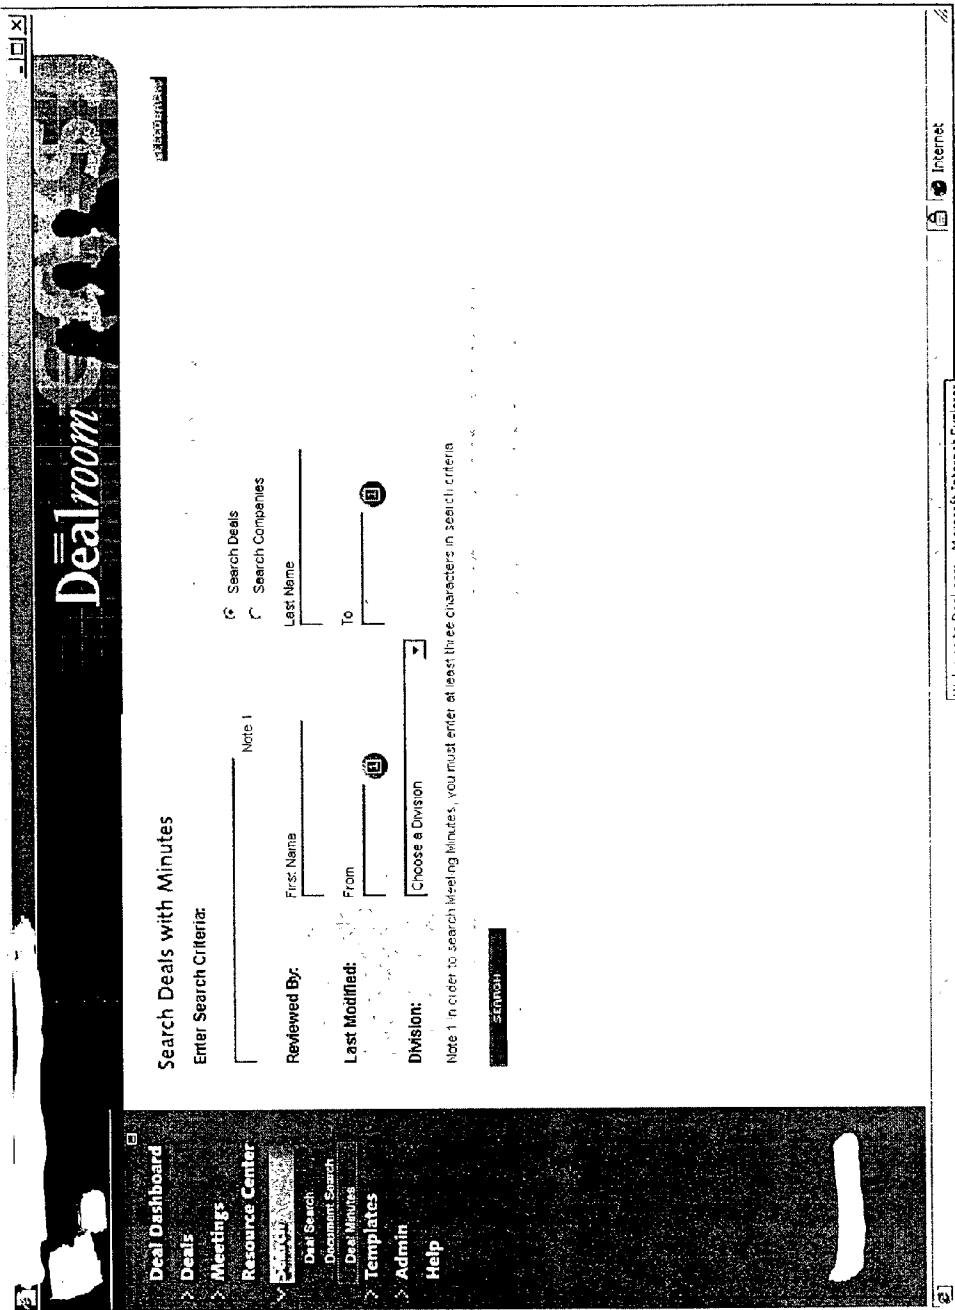 Dealroom
Deal Dashboard
> Deals
> Meetings
Resource Center
Search
Deal Search
Document Search
Deal Minutes
> Templates
> Admin
Help
Search Deals with Minutes
Enter Search Criteria:
Note 1
Search Deals
Search Companies
Reviewed By:
First Name
Last Name
Last Modified:
From
To
Division:
Choose a Division
Note 1 In order to search Meeting Minutes, you must enter at least three characters in search criteria
SEARCH
Internet